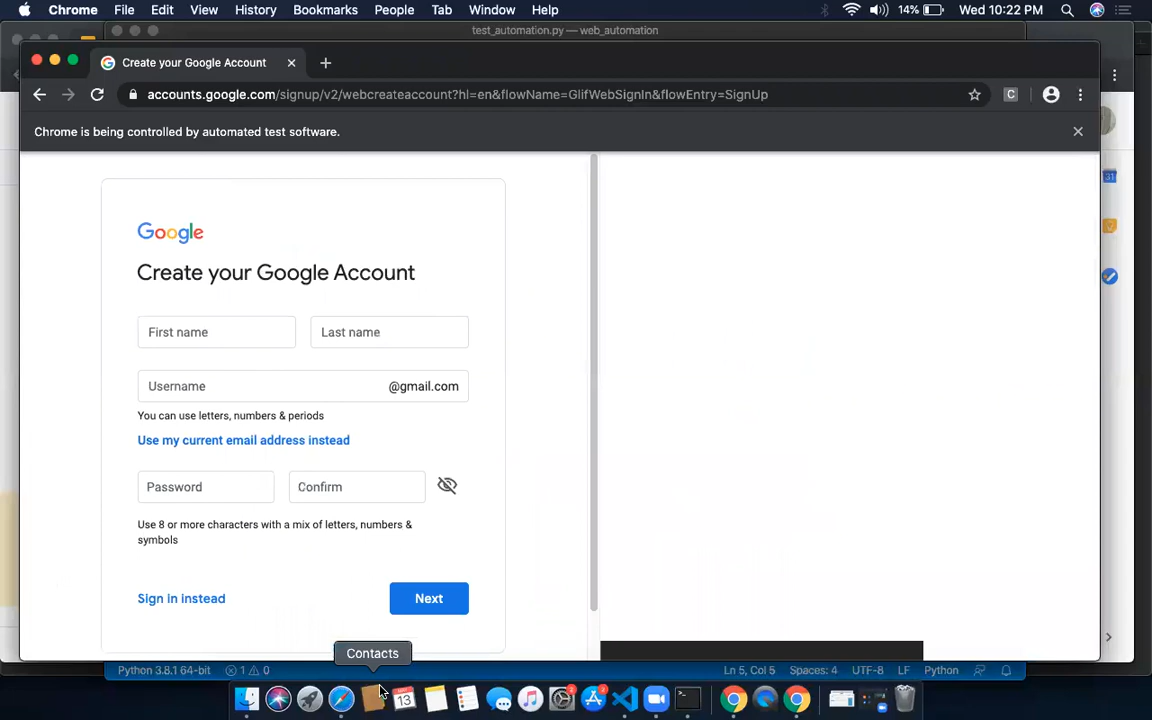 Chrome File Edit View History Bookmarks People Tab Window Help 14% Wed 10:22 PM
test_automation.py — web_automation
Create your Google Account
accounts.google.com/signup/v2/webcreateaccount?hl=en&flowName=GlifWebSignIn&flowEntry=SignUp C
Chrome is being controlled by automated test software.
31
Google
Create your Google Account
First name Last name
Username @gmail.com
You can use letters, numbers & periods
Use my current email address instead
Password Confirm
Use 8 or more characters with a mix of letters, numbers &
symbols
Sign in instead Next
Contacts
Python 3.8.1 64-bit 1 0 Ln 5, Col 5 Spaces: 4 UTF-8 LF Python
13